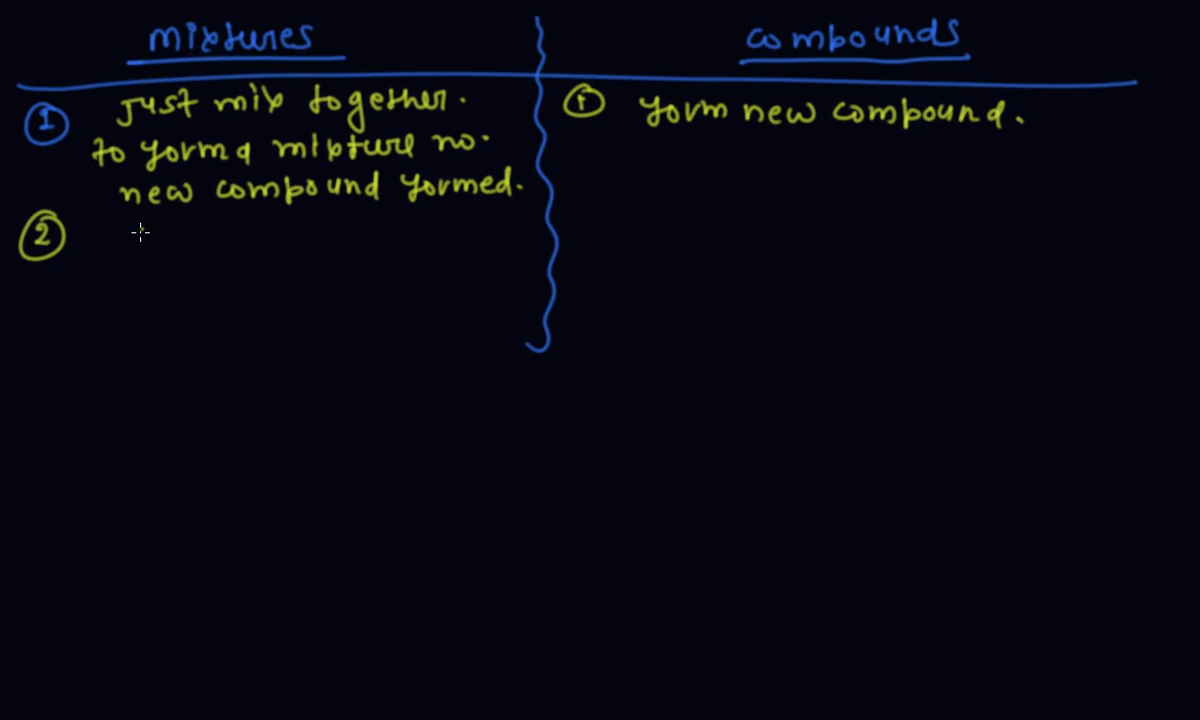 mixtures
compounds
1 Just mix together.
to form a mixture no.
new compound formed.
1 form new compound.
2